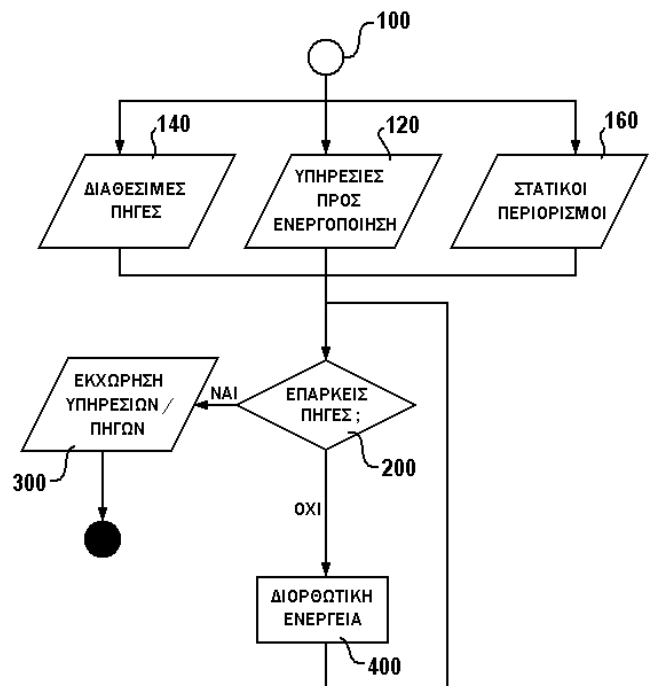 100
140
120
160
ΔΙΑΘΕΣΙΜΕΣ
ΠΗΓΕΣ
ΥΠΗΡΕΣΙΕΣ
ΠΡΟΣ
ΕΝΕΡΓΟΠΟΙΗΣΗ
ΣΤΑΤΙΚΟΙ
ΠΕΡΙΟΡΙΣΜΟΙ
ΕΚΧΩΡΗΣΗ
ΥΠΗΡΕΣΙΩΝ /
ΠΗΓΩΝ
ΝΑΙ
ΕΠΑΡΚΕΙΣ
ΠΗΓΕΣ ;
300
200
ΟΧΙ
ΔΙΟΡΘΩΤΙΚΗ
ΕΝΕΡΓΕΙΑ
400